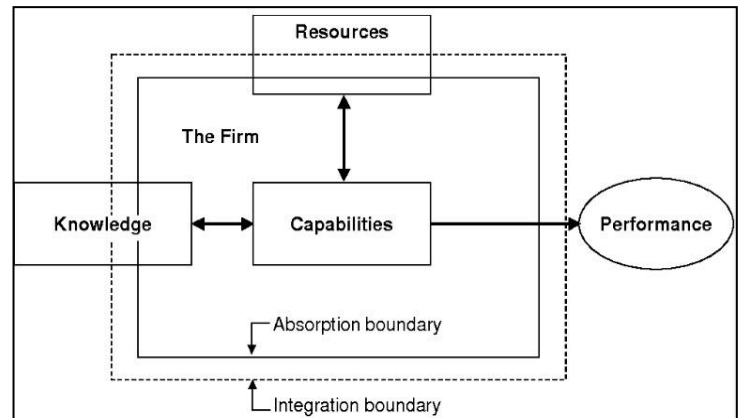 Resources
The Firm
Knowledge
Capabilities
Performance
Absorption boundary
Integration boundary